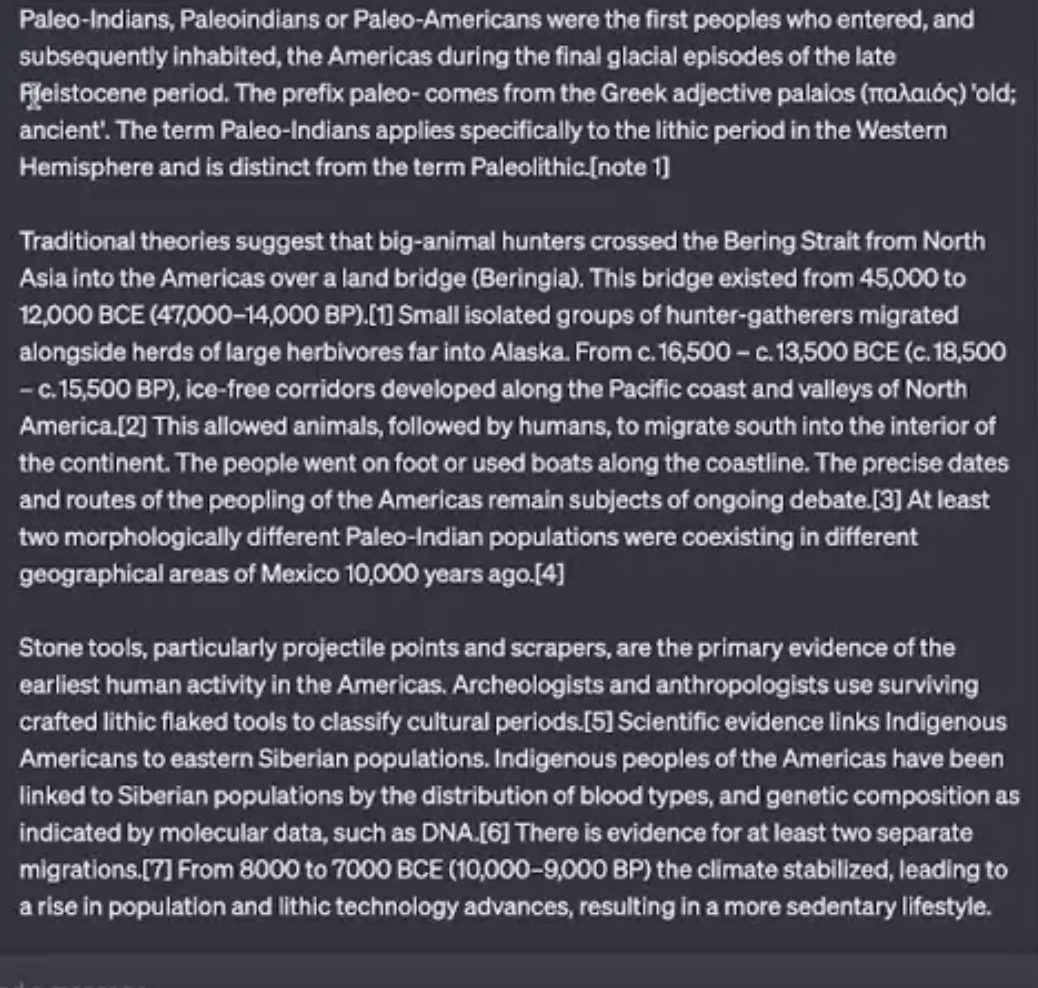 Paleo-Indians, Paleoindians or Paleo-Americans were the first peoples who entered, and
subsequently inhabited, the Americas during the final glacial episodes of the late
Pleistocene period. The prefix paleo- comes from the Greek adjective palaios (παλαιός) 'old;
ancient'. The term Paleo-Indians applies specifically to the lithic period in the Western
Hemisphere and is distinct from the term Paleolithic.[note 1]
Traditional theories suggest that big-animal hunters crossed the Bering Strait from North
Asia into the Americas over a land bridge (Beringia). This bridge existed from 45,000 to
12,000 BCE (47,000–14,000 BP).[1] Small isolated groups of hunter-gatherers migrated
alongside herds of large herbivores far into Alaska. From c. 16,500 – c. 13,500 BCE (c. 18,500
– c. 15,500 BP), ice-free corridors developed along the Pacific coast and valleys of North
America.[2] This allowed animals, followed by humans, to migrate south into the interior of
the continent. The people went on foot or used boats along the coastline. The precise dates
and routes of the peopling of the Americas remain subjects of ongoing debate.[3] At least
two morphologically different Paleo-Indian populations were coexisting in different
geographical areas of Mexico 10,000 years ago.[4]
Stone tools, particularly projectile points and scrapers, are the primary evidence of the
earliest human activity in the Americas. Archeologists and anthropologists use surviving
crafted lithic flaked tools to classify cultural periods.[5] Scientific evidence links Indigenous
Americans to eastern Siberian populations. Indigenous peoples of the Americas have been
linked to Siberian populations by the distribution of blood types, and genetic composition as
indicated by molecular data, such as DNA.[6] There is evidence for at least two separate
migrations.[7] From 8000 to 7000 BCE (10,000–9,000 BP) the climate stabilized, leading to
a rise in population and lithic technology advances, resulting in a more sedentary lifestyle.